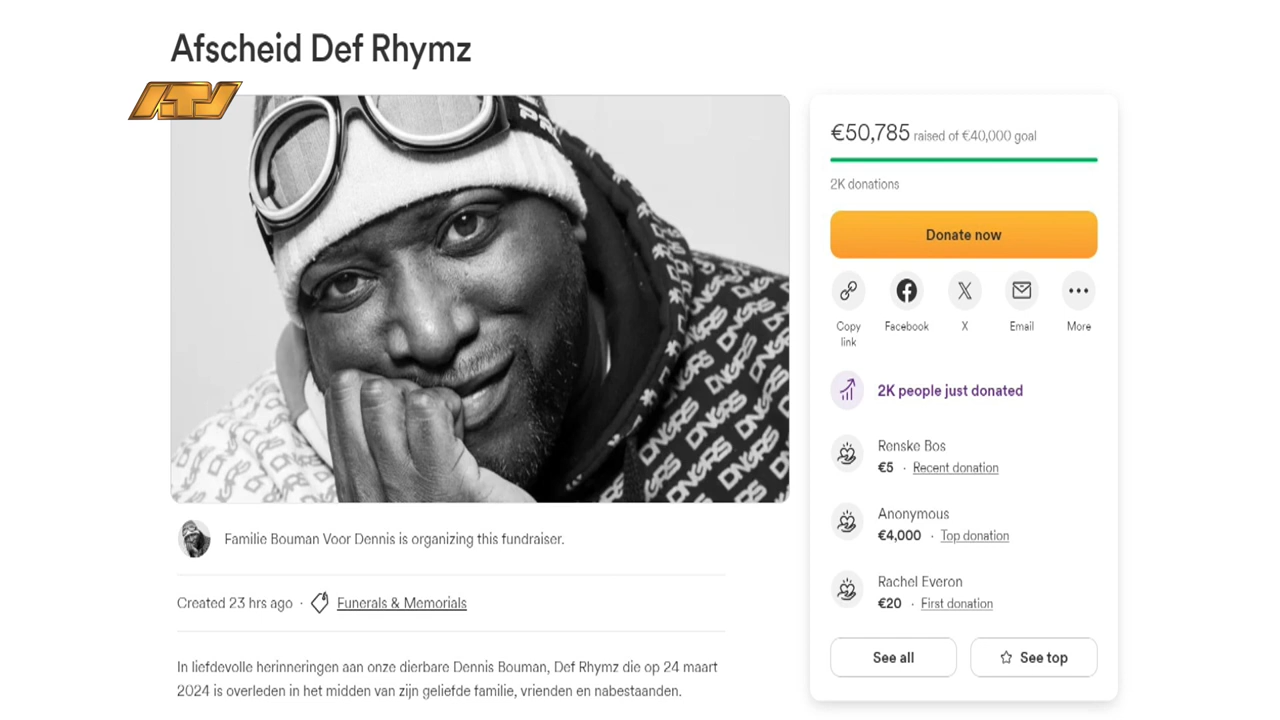 Afscheid Def Rhymz
ATV
€50,785 raised of €40,000 goal
2K donations
Donate now
Copy link
Facebook
X
Email
More
2K people just donated
Renske Bos
€5 · Recent donation
Anonymous
€4,000 · Top donation
Rachel Everon
€20 · First donation
See all
See top
DNGRS DNGRS DNGRS
Familie Bouman Voor Dennis is organizing this fundraiser.
Created 23 hrs ago · Funerals & Memorials
In liefdevolle herinneringen aan onze dierbare Dennis Bouman, Def Rhymz die op 24 maart
2024 is overleden in het midden van zijn geliefde familie, vrienden en nabestaanden.